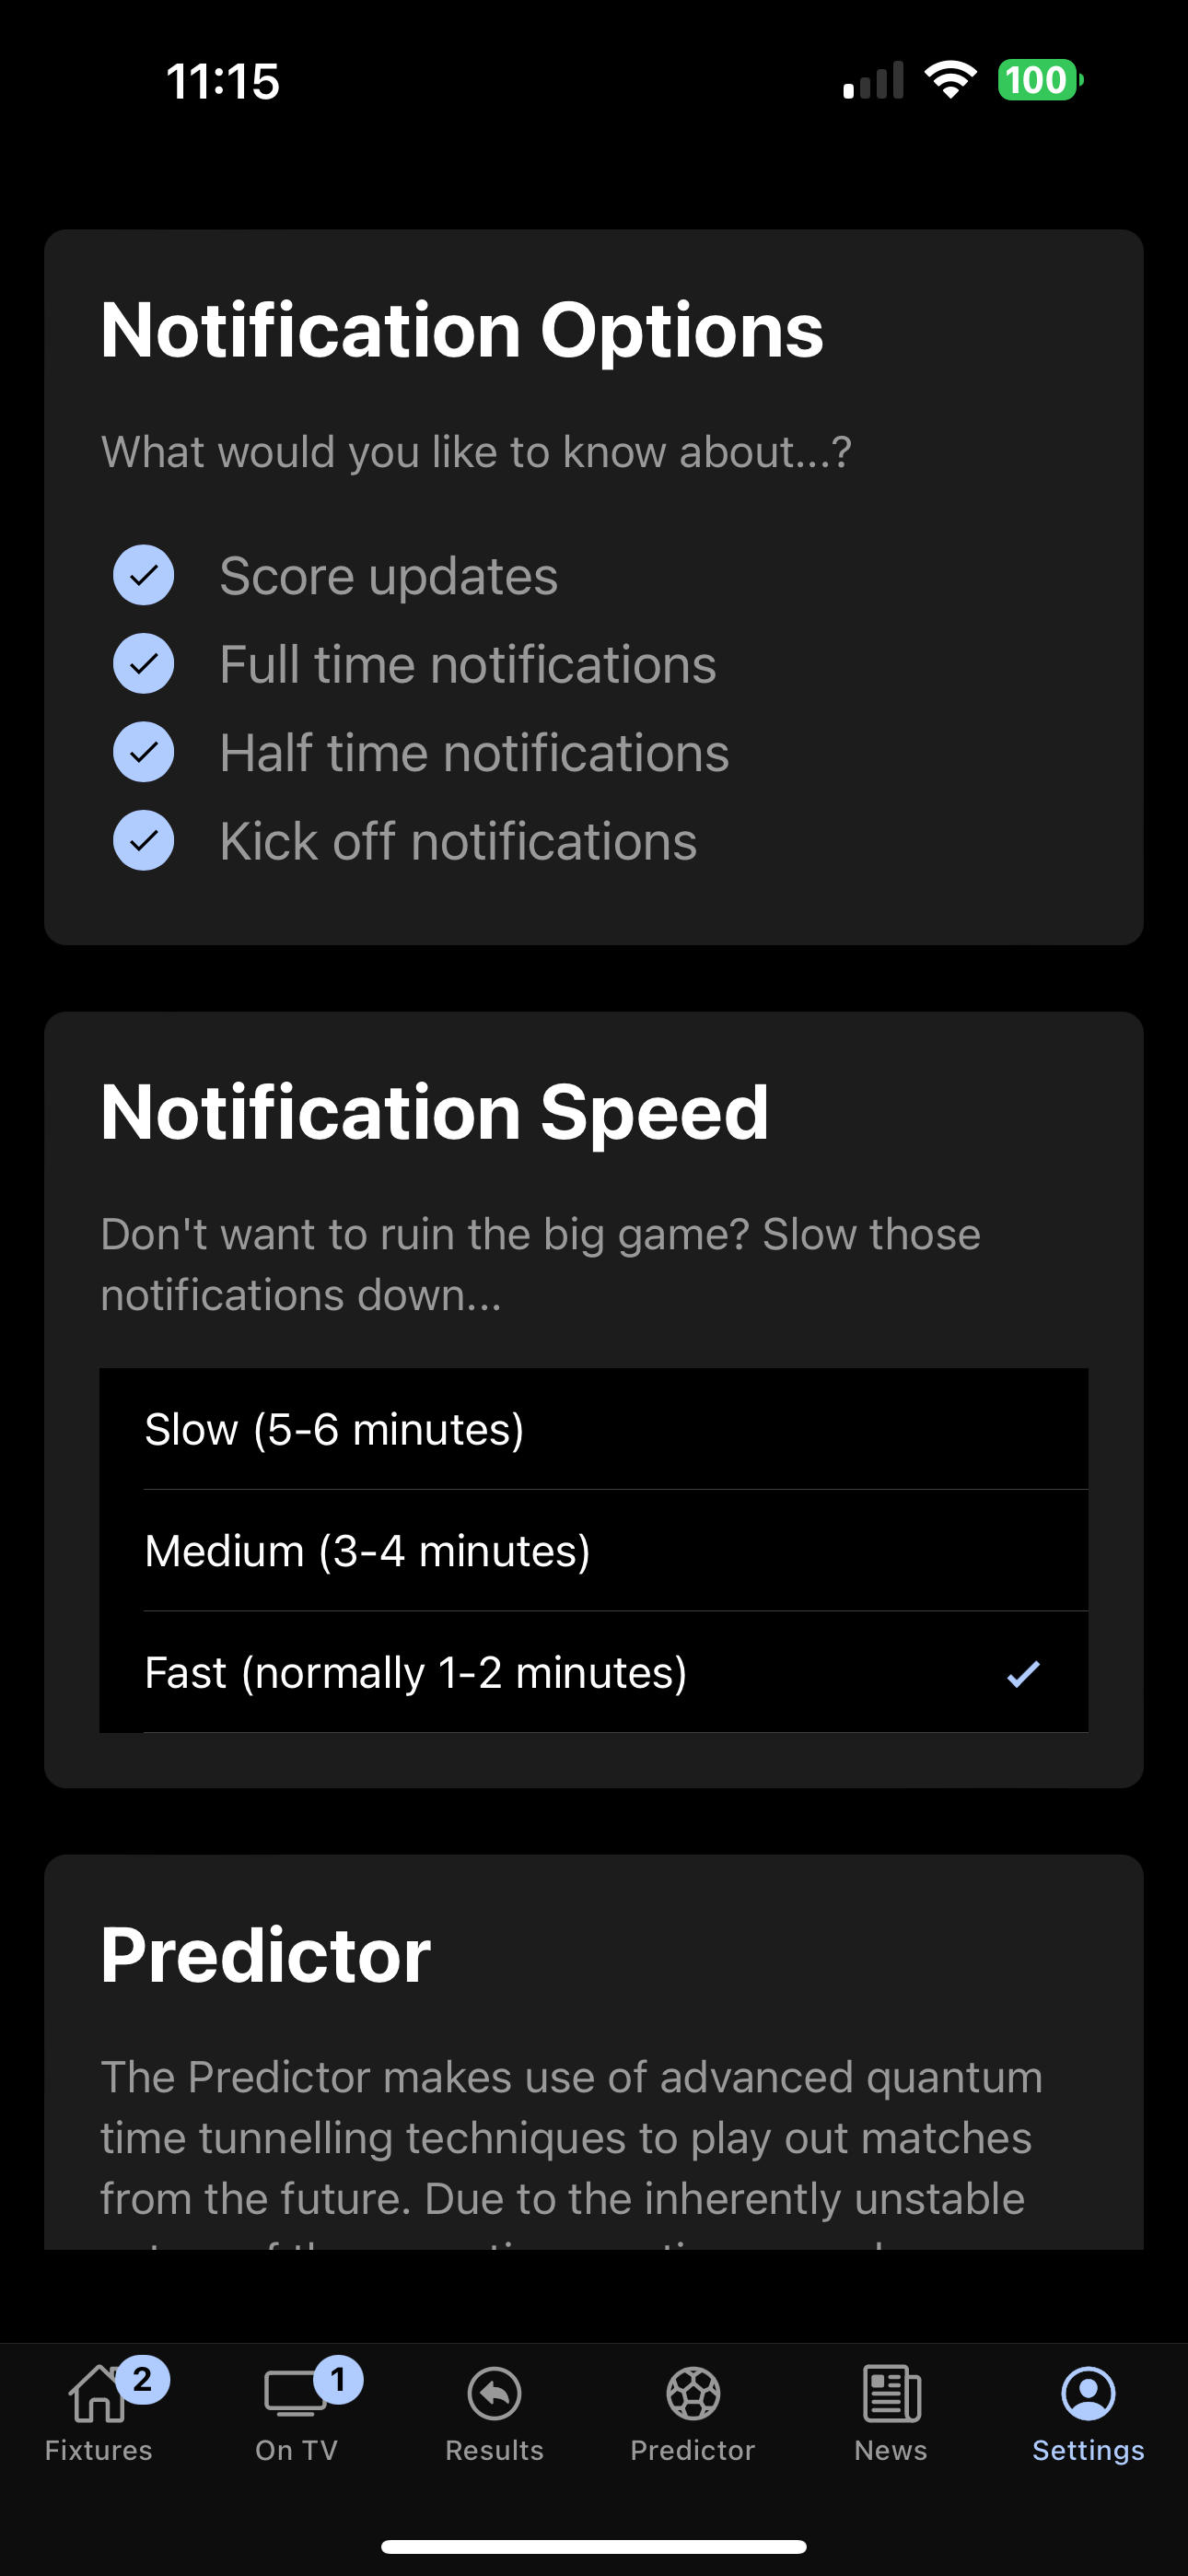 11:15
100
Notification Options
What would you like to know about...?
Score updates
Full time notifications
Half time notifications
Kick off notifications
Notification Speed
Don't want to ruin the big game? Slow those
notifications down...
Slow (5-6 minutes)
Medium (3-4 minutes)
Fast (normally 1-2 minutes)
Predictor
The Predictor makes use of advanced quantum
time tunnelling techniques to play out matches
from the future. Due to the inherently unstable
2
1
Fixtures
On TV
Results
Predictor
News
Settings